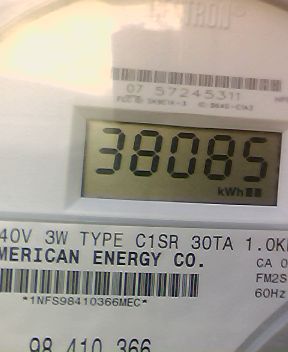 TRON
07 57245311
38085
kWh
40V 3W TYPE C1SR 30TA 1.0K
MERICAN ENERGY CO.
CA 0
FM2S
60Hz
*1NFS98410366MEC*
98 410 366